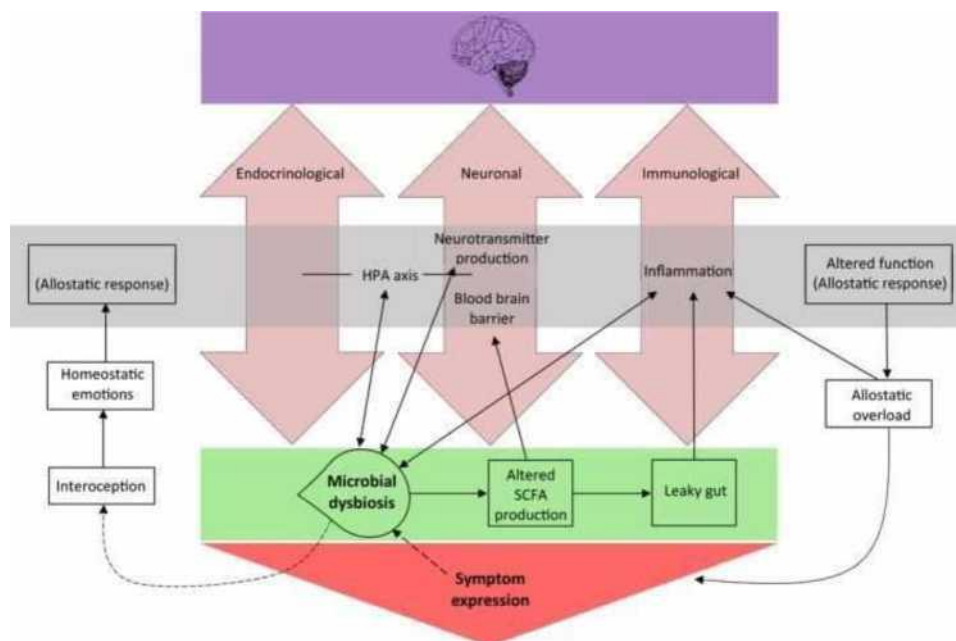 Endocrinological
Neuronal
Immunological
Neurotransmitter
production
HPA axis
Blood brain
barrier
Inflammation
(Allostatic response)
Altered function
(Allostatic response)
Homeostatic
emotions
Allostatic
overload
Interoception
Microbial
dysbiosis
Altered
SCFA
production
Leaky gut
Symptom
expression